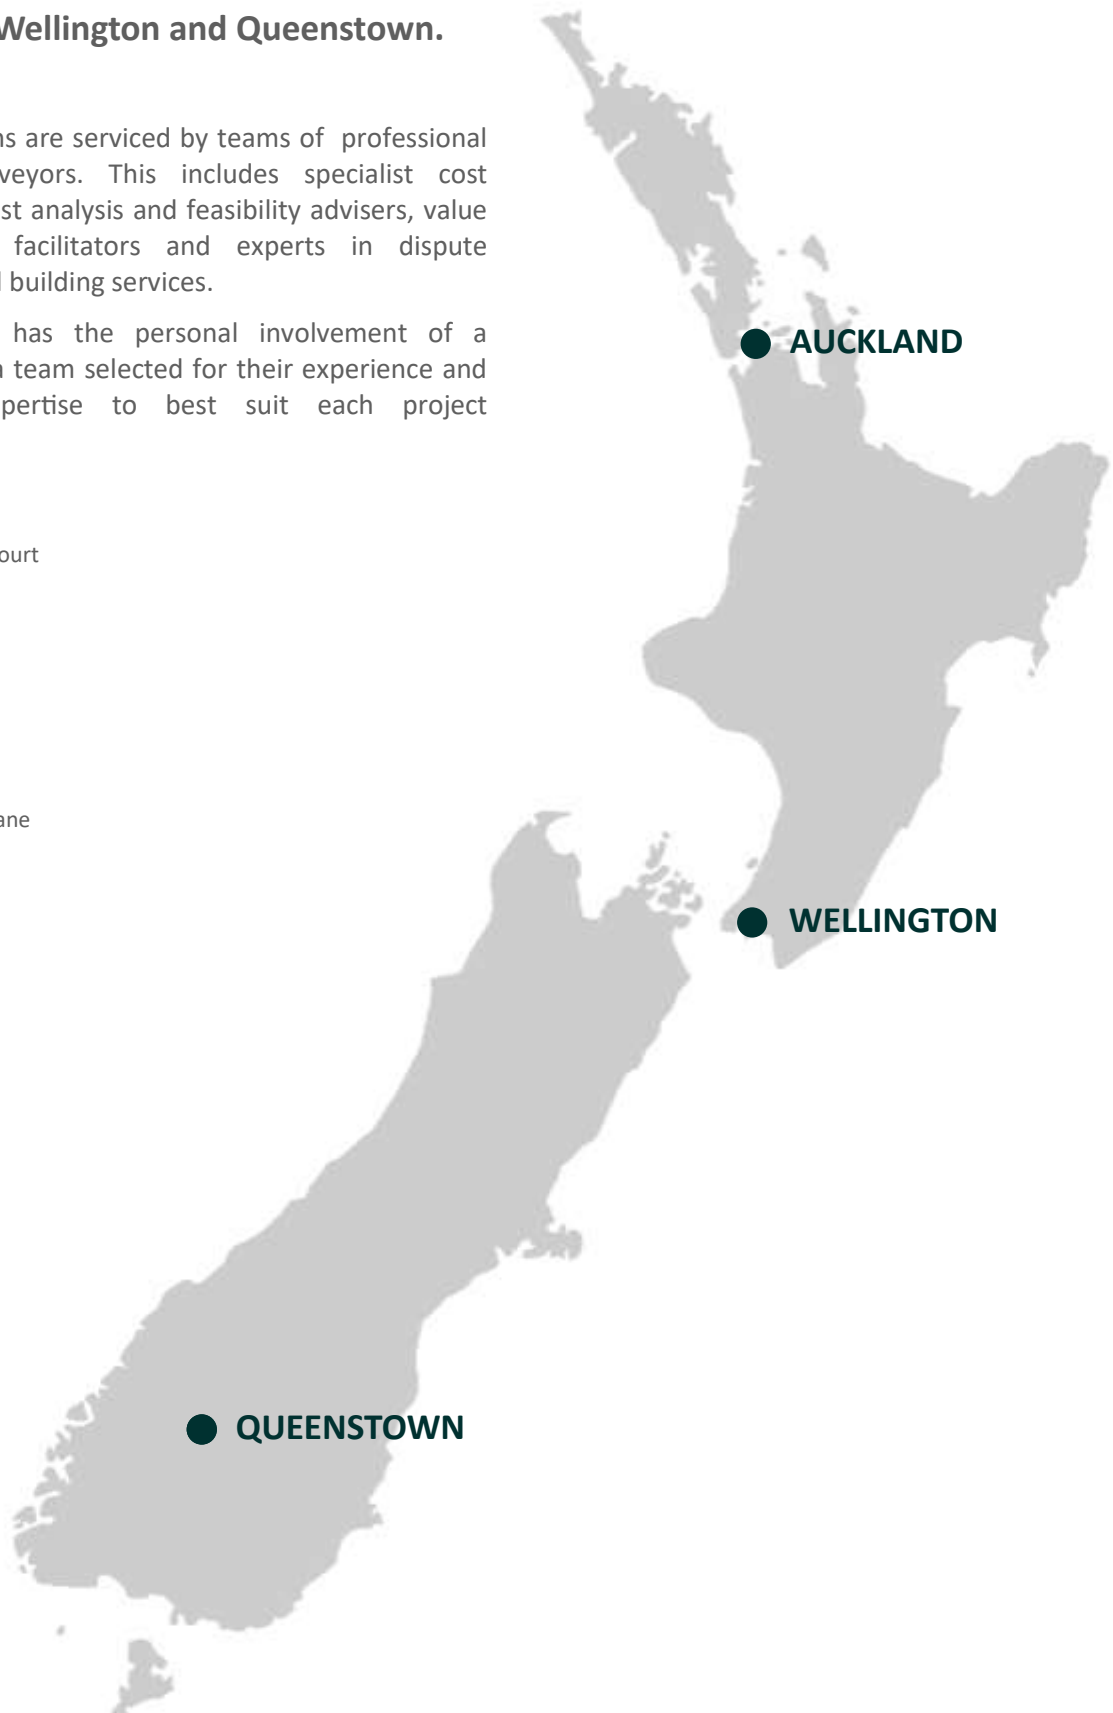 Wellington and Queenstown.
ns are serviced by teams of professional
veyors. This includes specialist cost
st analysis and feasibility advisers, value
facilitators and experts in dispute
l building services.
has the personal involvement of a
a team selected for their experience and
pertise to best suit each project
ourt
ane
AUCKLAND
WELLINGTON
QUEENSTOWN